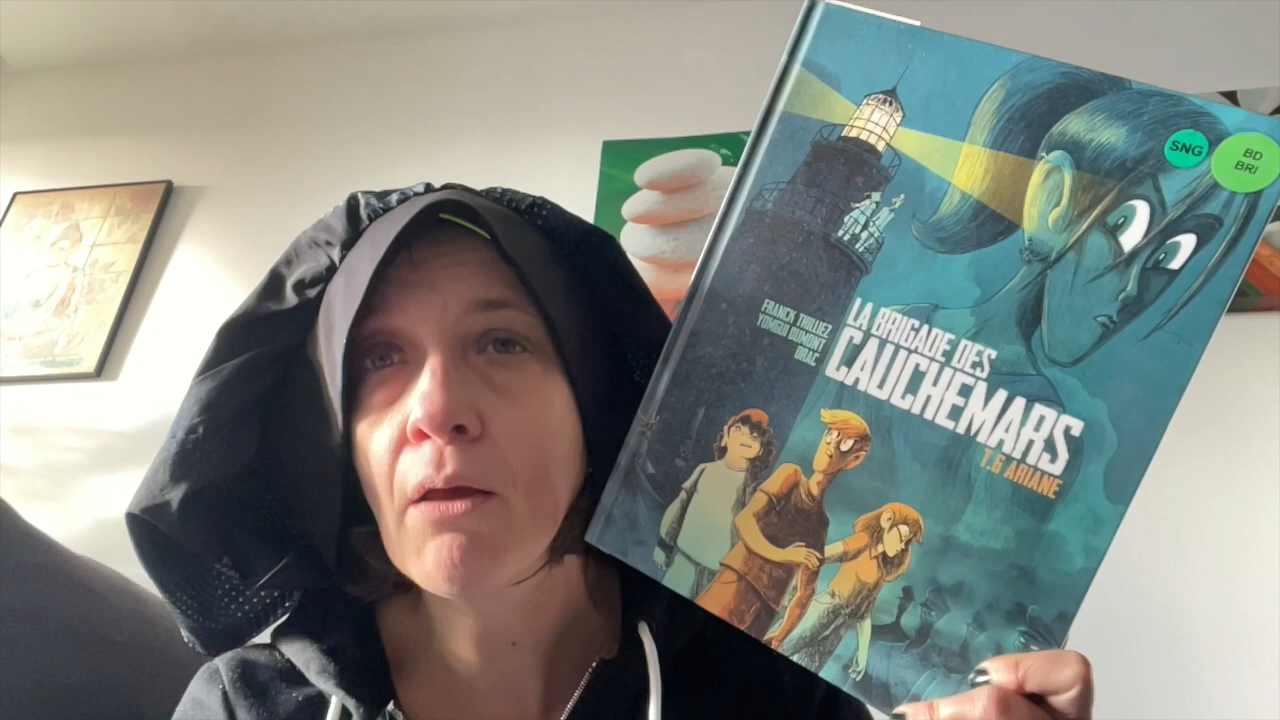 SNG
BD
BRI
FRANCK THILLIEZ
YOMGUI DUMONT
DRAC
LA BRIGADE DES
CAUCHEMARS
T.6 ARIANE